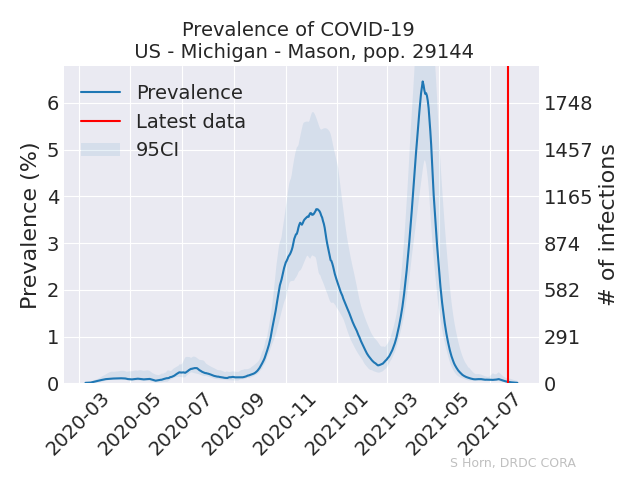 Prevalence of COVID-19
US - Michigan - Mason, pop. 29144
Prevalence
Latest data
95CI
Prevalence (%)
6
5
4
3
2
1
0
1748
1457
1165
874
582
291
0
# of infections
2020-03
2020-05
2020-07
2020-09
2020-11
2021-01
2021-03
2021-05
2021-07
S Horn, DRDC CORA